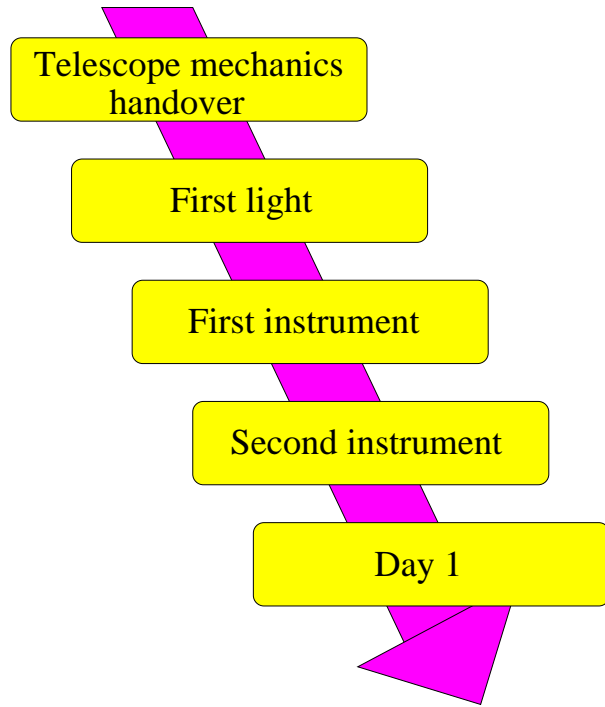 Telescope mechanics
handover
First light
First instrument
Second instrument
Day 1